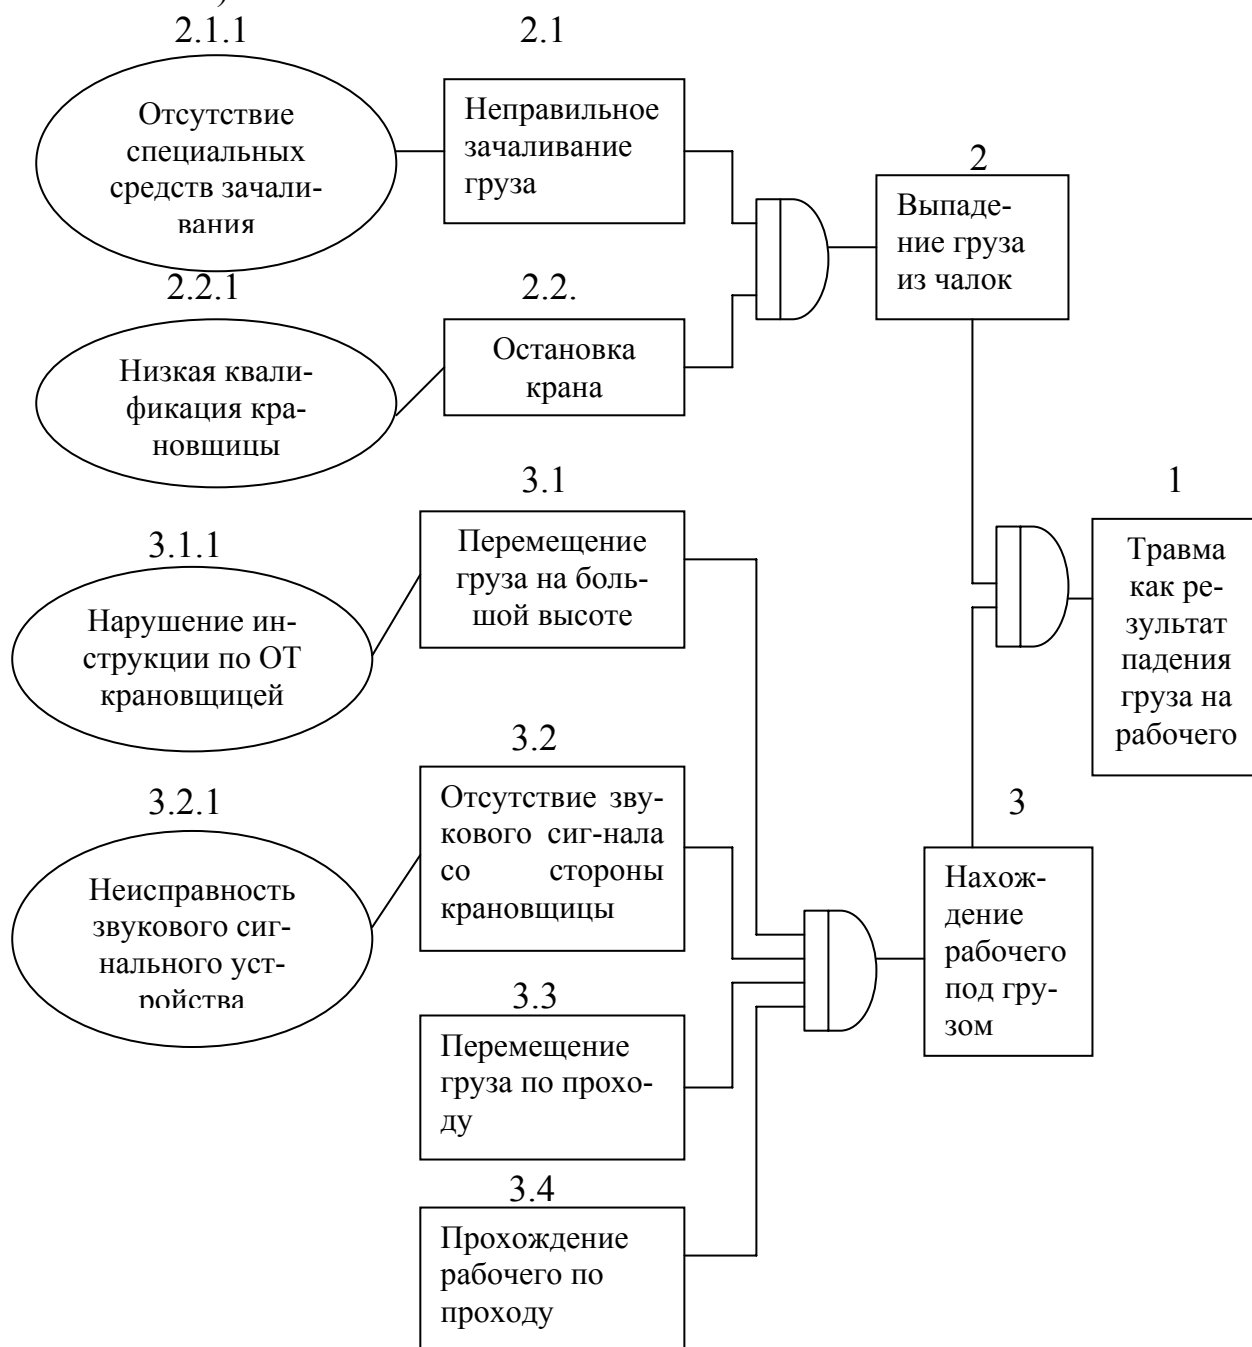 2.1.1
2.1
Отсутствие
специальных
средств зачали-
вания
Неправильное
зачаливание
груза
2
Выпаде-
ние груза
из чалок
2.2.1
2.2.
Низкая квали-
фикация кра-
новщицы
Остановка
крана
3.1
1
3.1.1
Перемещение
груза на боль-
шой высоте
Травма
как ре-
зультат
падения
груза на
рабочего
Нарушение ин-
струкции по ОТ
крановщицей
3.2
3.2.1
Отсутствие зву-
кового сиг-нала
со стороны
крановщицы
3
Неисправность
звукового сиг-
нального уст-
ройства
Нахож-
дение
рабочего
под гру-
зом
3.3
Перемещение
груза по прохо-
ду
3.4
Прохождение
рабочего по
проходу